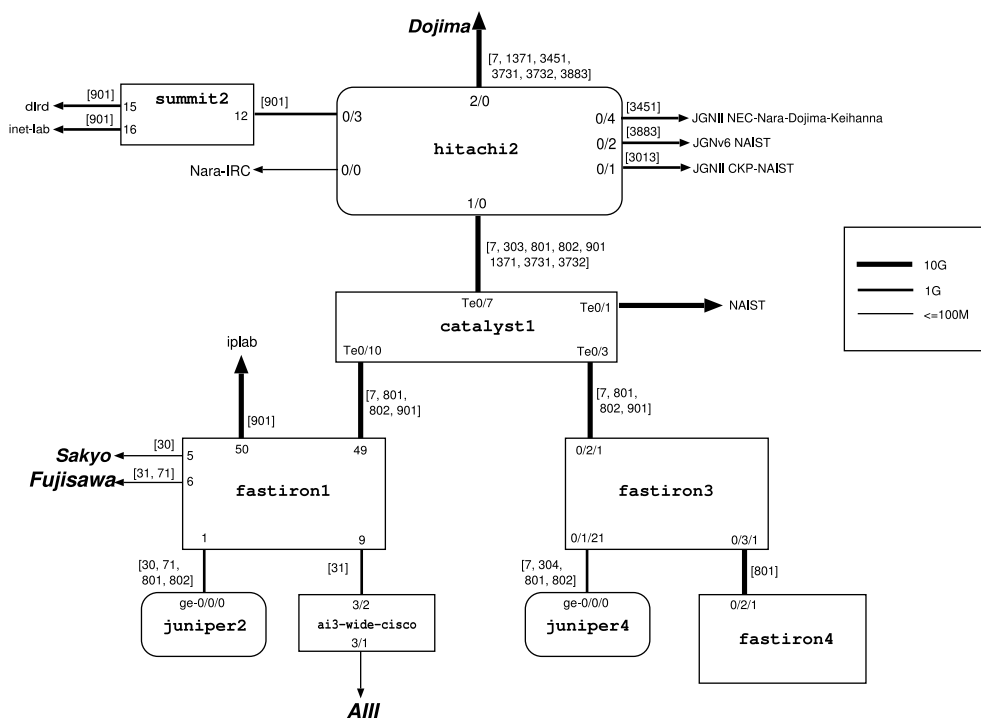 Dojima
[7, 1371, 3451,
3731, 3732, 3883]
summit2
dlrd
[901]
15
inet-lab
[901]
16
12
[901]
2/0
0/3
hitachi2
0/0
Nara-IRC
0/4
[3451]
JGNII NEC-Nara-Dojima-Keihanna
0/2
[3883]
JGNv6 NAIST
0/1
[3013]
JGNII CKP-NAIST
1/0
[7, 303, 801, 802, 901
1371, 3731, 3732]
10G
1G
<=100M
Te0/7
Te0/1
NAIST
catalyst1
Te0/10
Te0/3
iplab
[901]
[7, 801,
802, 901]
[7, 801,
802, 901]
Sakyo
[30]
5
Fujisawa
[31, 71]
6
50
49
fastiron1
1
9
0/2/1
fastiron3
0/1/21
0/3/1
[30, 71,
801, 802]
[31]
[7, 304,
801, 802]
[801]
ge-0/0/0
juniper2
3/2
ai3-wide-cisco
3/1
AIII
ge-0/0/0
juniper4
0/2/1
fastiron4